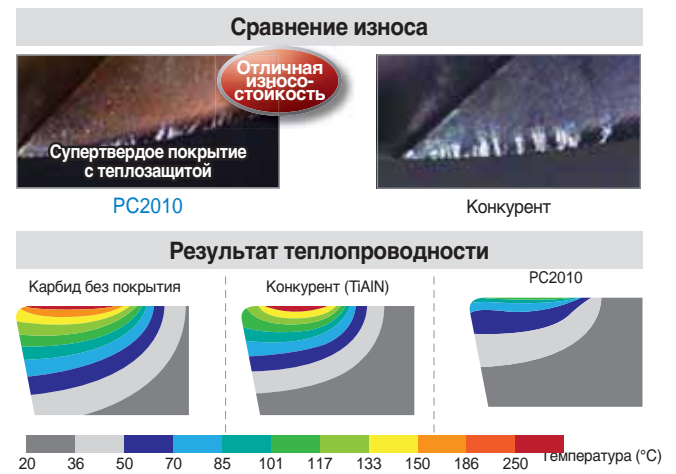 Сравнение износа
Отличная
износо-
стойкость
Супертвердое покрытие
с теплозащитой
PC2010
Конкурент
Результат теплопроводности
Карбид без покрытия
Конкурент (TiAlN)
PC2010
20 36 50 70 85 101 117 133 150 186 250 Температура (°C)